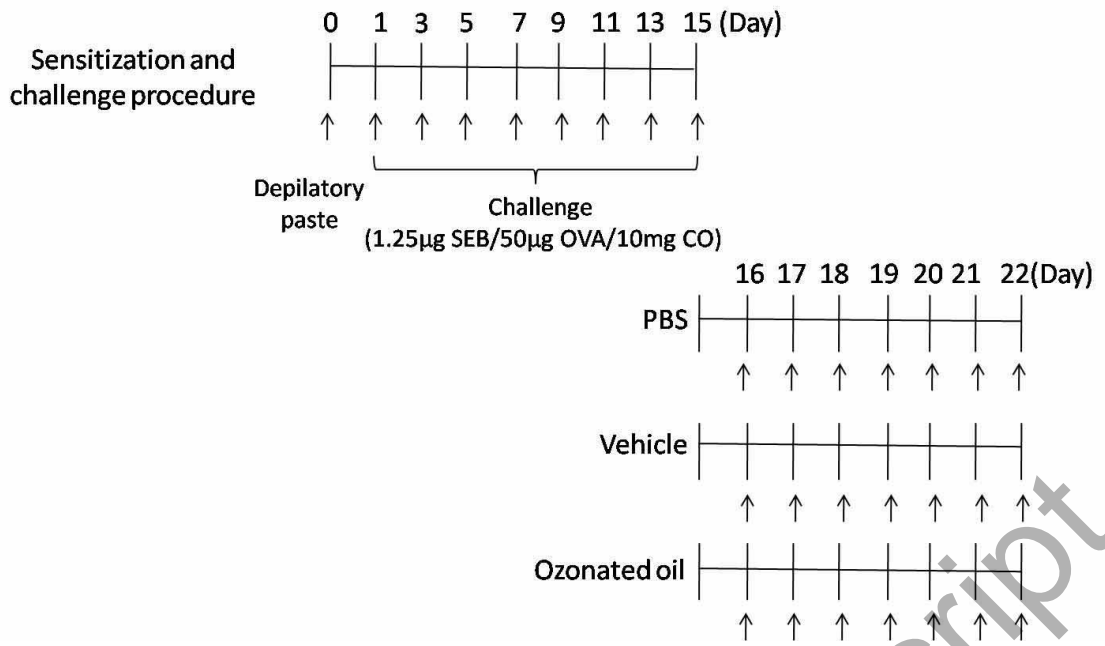 0 1 3 5 7 9 11 13 15 (Day)
Sensitization and
challenge procedure
Depilatory
paste
Challenge
(1.25μg SEB/50μg OVA/10mg CO)
16 17 18 19 20 21 22(Day)
PBS
Vehicle
Ozonated oil
cript